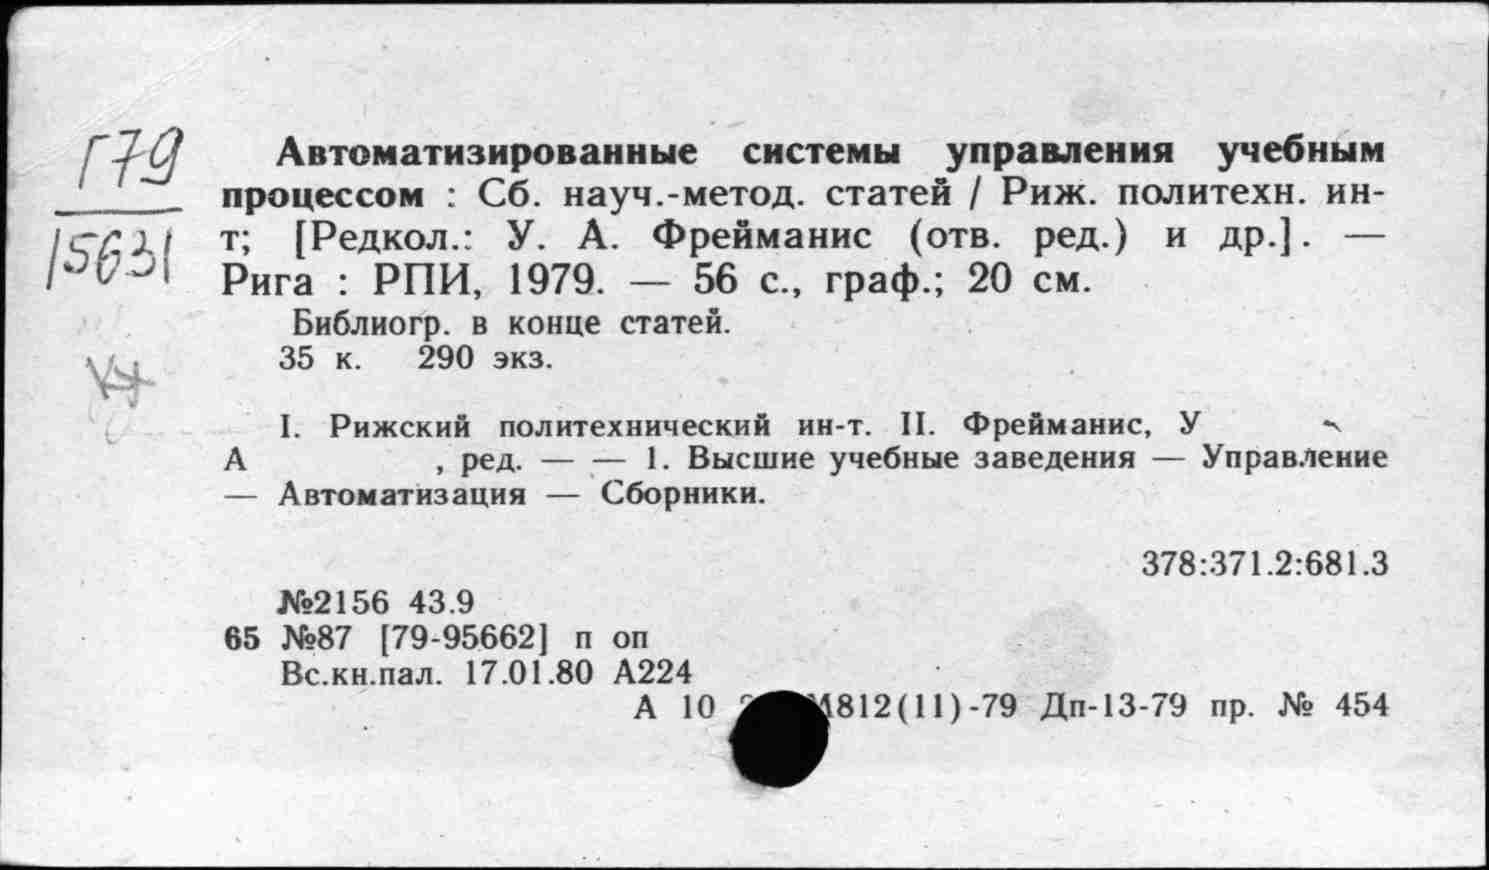 Г79
15631
Автоматизированные системы управления учебным
процессом : Сб. науч.-метод. статей / Риж. политехн. ин-
т; [Редкол.: У. А. Фрейманис (отв. ред.) и др.]. —
Рига : РПИ, 1979. — 56 с., граф.; 20 см.
Библиогр. в конце статей.
35 к. 290 экз.
I. Рижский политехнический ин-т. II. Фрейманис, У
А , ред. — — 1. Высшие учебные заведения — Управление
— Автоматизация — Сборники.
378:371.2:681.3
№2156 43.9
65 №87 [79-95662] п оп
Вс.кн.пал. 17.01.80 А224
А 10 812(11)-79 Дп-13-79 пр. № 454